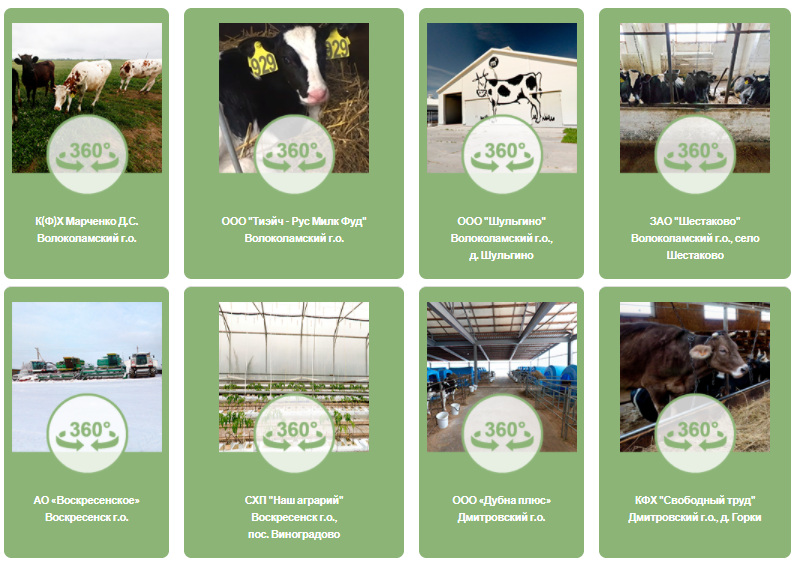 929
929
360°
360°
360°
360°
К(Ф)Х Марченко Д.С.
Волоколамский г.о.
ООО "Тиэйч - Рус Милк Фуд"
Волоколамский г.о.
ООО "Шульгино"
Волоколамский г.о.,
д. Шульгино
ЗАО "Шестаково"
Волоколамский г.о., село
Шестаково
360°
360°
360°
360°
АО «Воскресенское»
Воскресенск г.о.
СХП "Наш аграрий"
Воскресенск г.о.,
пос. Виноградово
ООО «Дубна плюс»
Дмитровский г.о.
КФХ "Свободный труд"
Дмитровский г.о., д. Горки